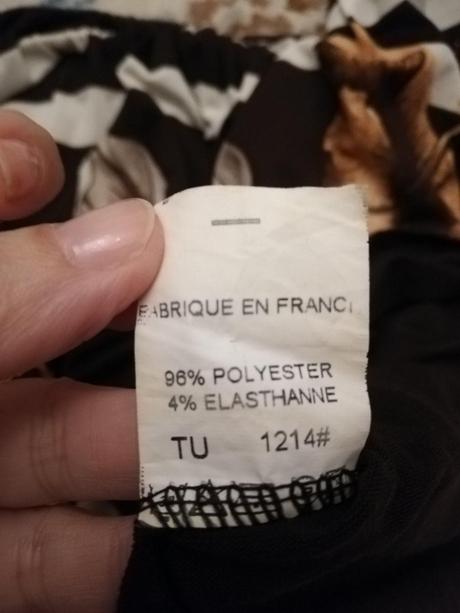 FABRIQUE EN FRANC
96% POLYESTER
4% ELASTHANNE
TU 1214#